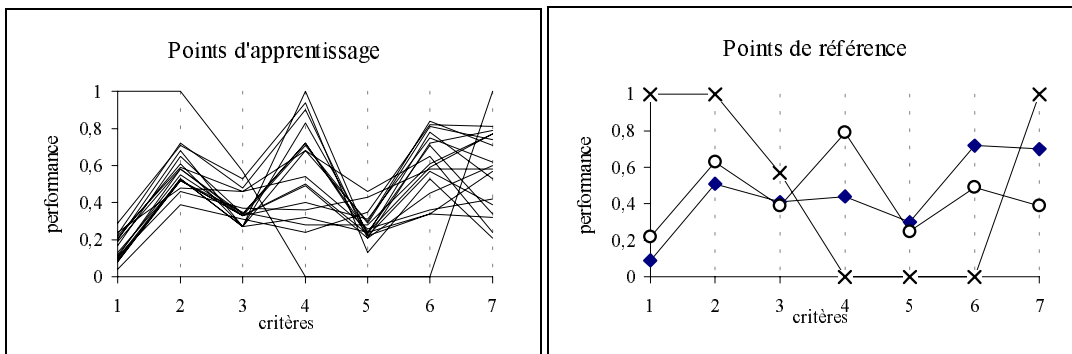 Points d'apprentissage
performance
1
0,8
0,6
0,4
0,2
0
1 2 3 4 5 6 7
critères
Points de référence
performance
1
0,8
0,6
0,4
0,2
0
1 2 3 4 5 6 7
critères